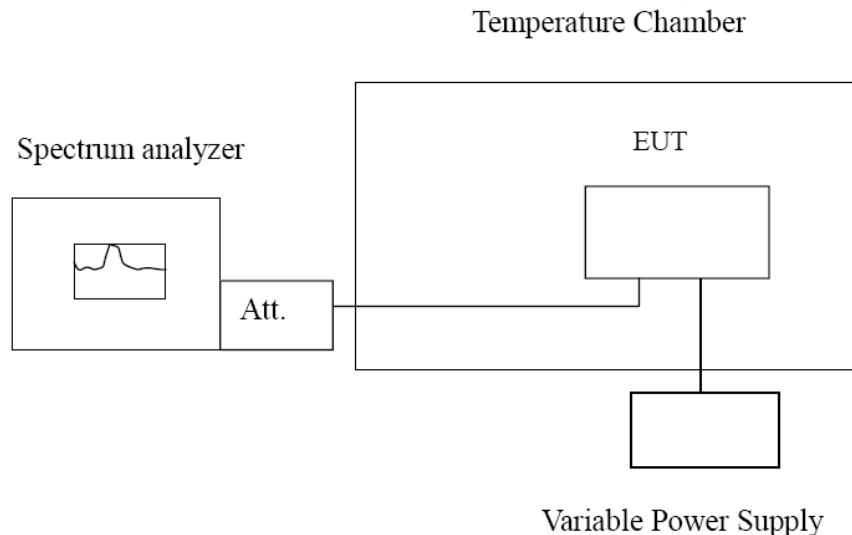 Temperature Chamber
EUT
Spectrum analyzer
Att.
Variable Power Supply